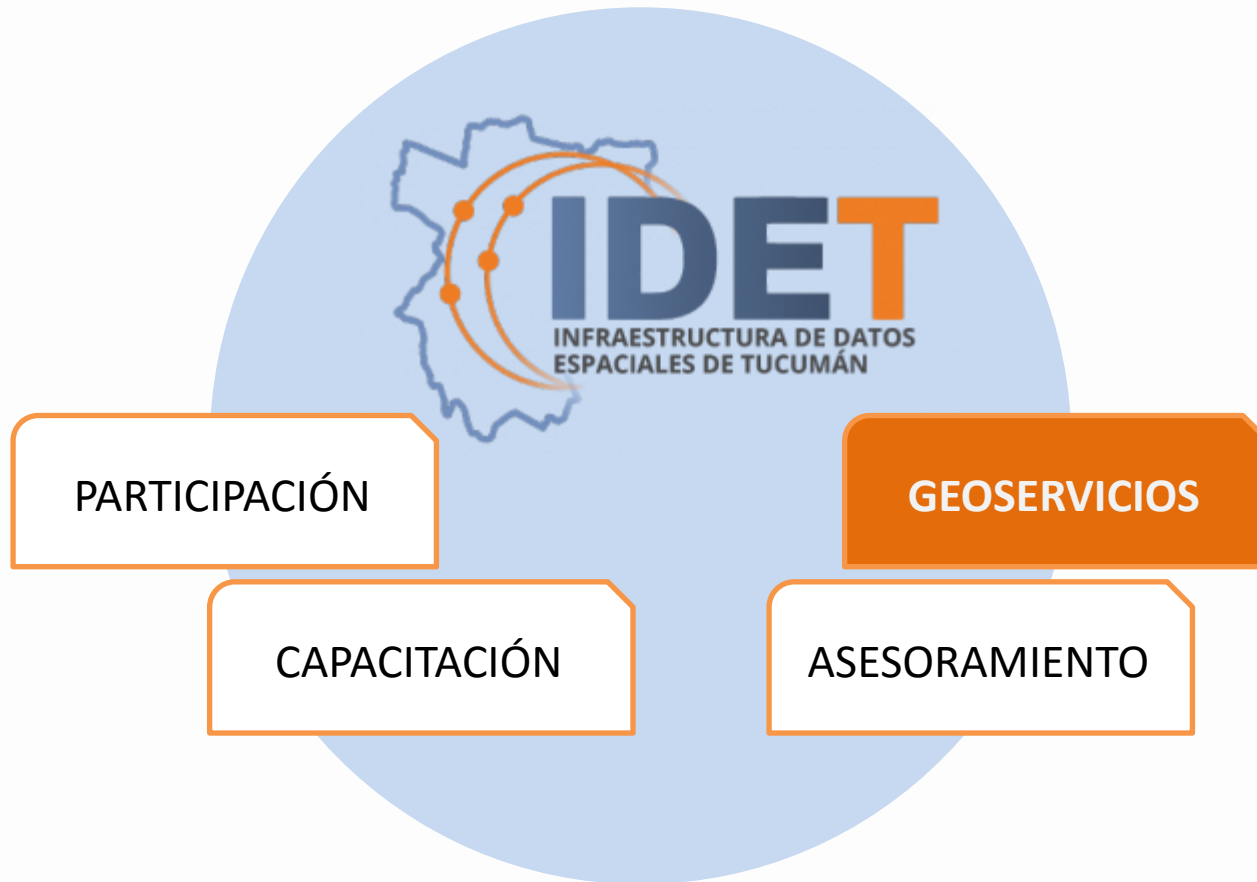 IDET
INFRAESTRUCTURA DE DATOS
ESPACIALES DE TUCUMÁN
PARTICIPACIÓN
GEOSERVICIOS
CAPACITACIÓN
ASESORAMIENTO